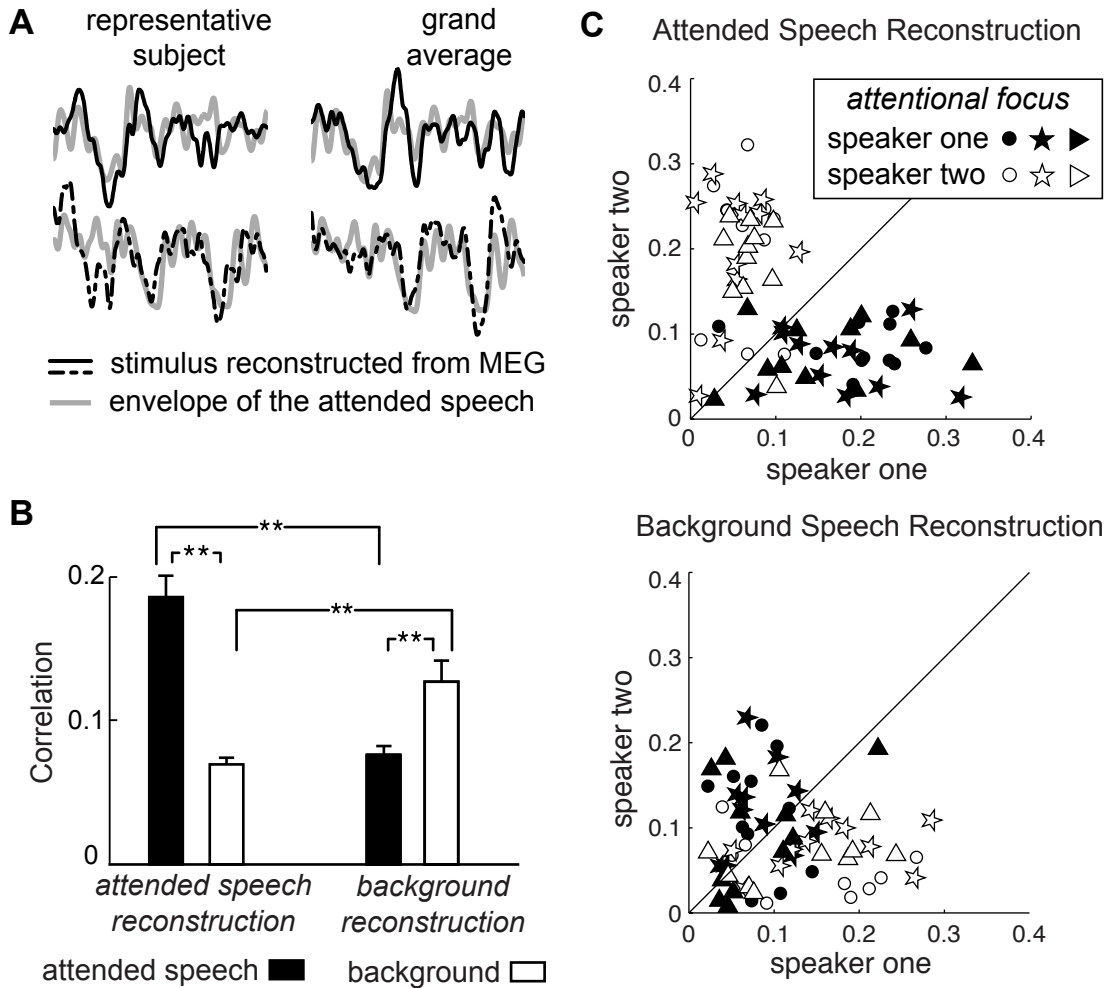 A
representative
subject
grand
average
stimulus reconstructed from MEG
envelope of the attended speech
B
Correlation
0.2
0.1
0
**
**
**
**
attended speech
reconstruction
background
reconstruction
attended speech
background
C
Attended Speech Reconstruction
attentional focus
speaker one
speaker two
speaker two
0.4
0.3
0.2
0.1
0
0
0.1
0.2
0.3
0.4
speaker one
Background Speech Reconstruction
speaker two
0.4
0.3
0.2
0.1
0
0
0.1
0.2
0.3
0.4
speaker one